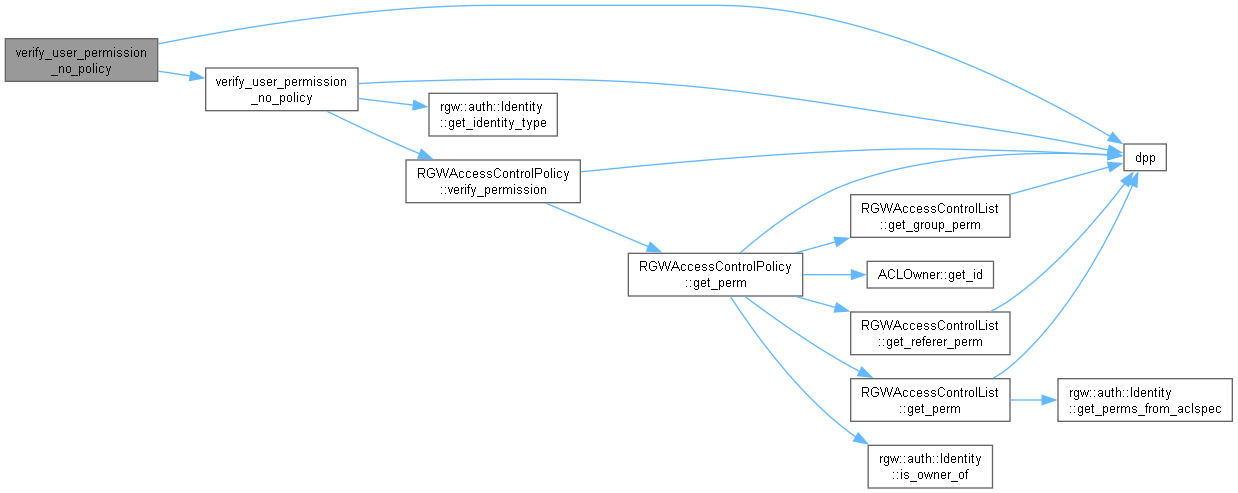 verify_user_permission
_no_policy
verify_user_permission
_no_policy
rgw::auth::Identity
::get_identity_type
RGWAccessControlPolicy
::verify_permission
dpp
RGWAccessControlList
::get_group_perm
RGWAccessControlPolicy
::get_perm
ACLOwner::get_id
RGWAccessControlList
::get_referer_perm
RGWAccessControlList
::get_perm
rgw::auth::Identity
::get_perms_from_aclspec
rgw::auth::Identity
::is_owner_of